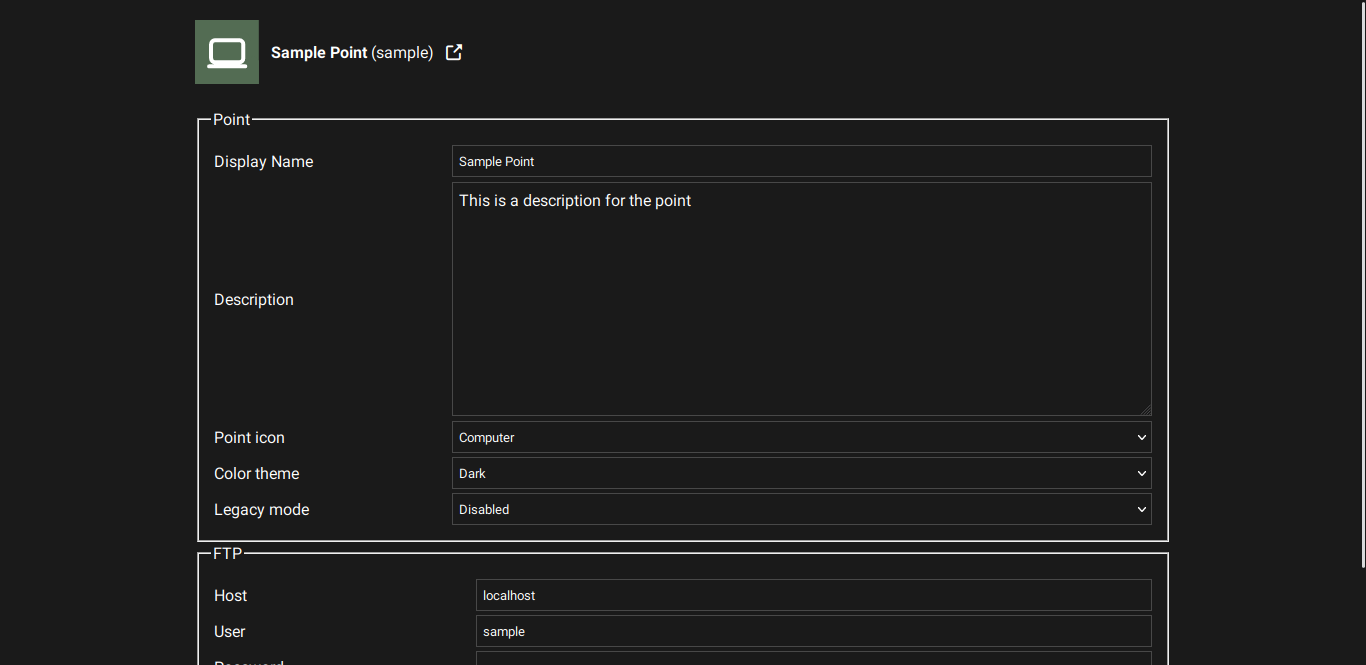 Sample Point (sample)
Point
Display Name
Sample Point
Description
This is a description for the point
Point icon
Computer
Color theme
Dark
Legacy mode
Disabled
FTP
Host
localhost
User
sample
Password